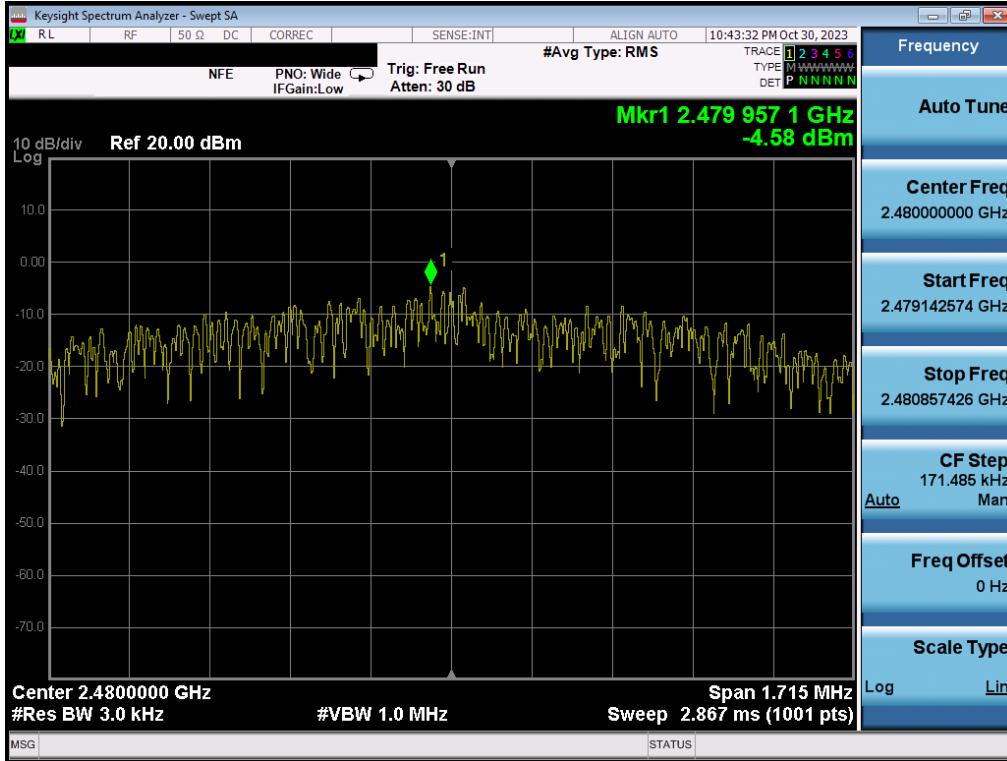 Keysight Spectrum Analyzer - Swept SA
LXI RL RF 50 Ω DC CORREC SENSE:INT ALIGN AUTO 10:43:32 PM Oct 30, 2023
Frequency
#Avg Type: RMS
TRACE 1 2 3 4 5 6
TYPE M W W W W W
DET P N N N N N
NFE
PNO: Wide
IFGain:Low
Trig: Free Run
Atten: 30 dB
Auto Tune
Mkr1 2.479 957 1 GHz
-4.58 dBm
10 dB/div
Log
Ref 20.00 dBm
10.0
0.00
-10.0
-20.0
-30.0
-40.0
-50.0
-60.0
-70.0
1
Center Freq
2.480000000 GHz
Start Freq
2.479142574 GHz
Stop Freq
2.480857426 GHz
CF Step
171.485 kHz
Auto Man
Freq Offset
0 Hz
Scale Type
Log Lin
Center 2.4800000 GHz
Span 1.715 MHz
#Res BW 3.0 kHz
#VBW 1.0 MHz
Sweep 2.867 ms (1001 pts)
MSG
STATUS